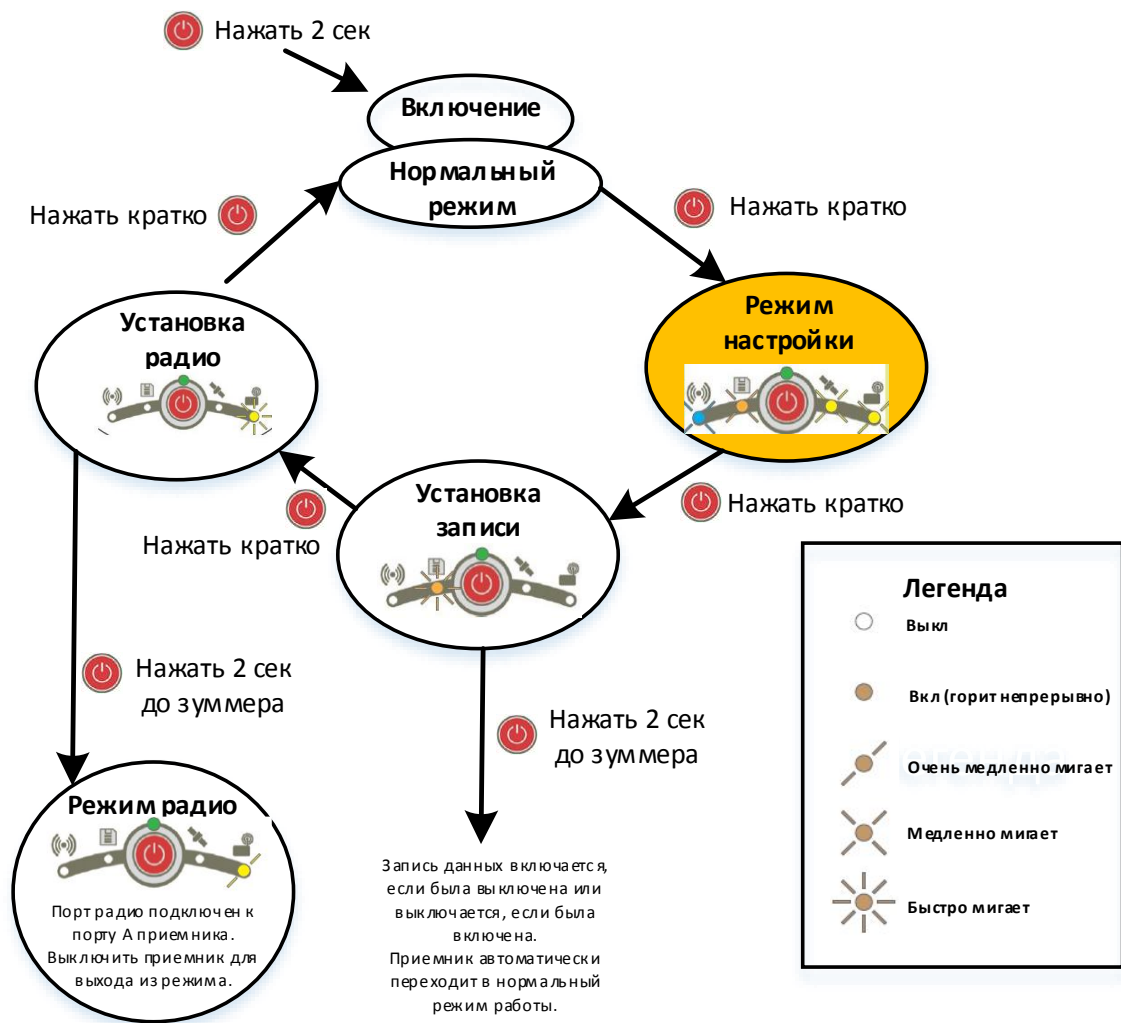 Нажать 2 сек
Включение
Нормальный
режим
Нажать кратко
Нажать кратко
Режим
настройки
Установка
радио
Нажать кратко
Установка
записи
Нажать кратко
Нажать 2 сек
до зуммера
Нажать 2 сек
до зуммера
Режим радио
Порт радио подключен к
порту А приемника.
Выключить приемник для
выхода из режима.
Запись данных включается,
если была выключена или
выключается, если была
включена.
Приемник автоматически
переходит в нормальный
режим работы.
Легенда
Выкл
Вкл (горит непрерывно)
Очень медленно мигает
Медленно мигает
Быстро мигает